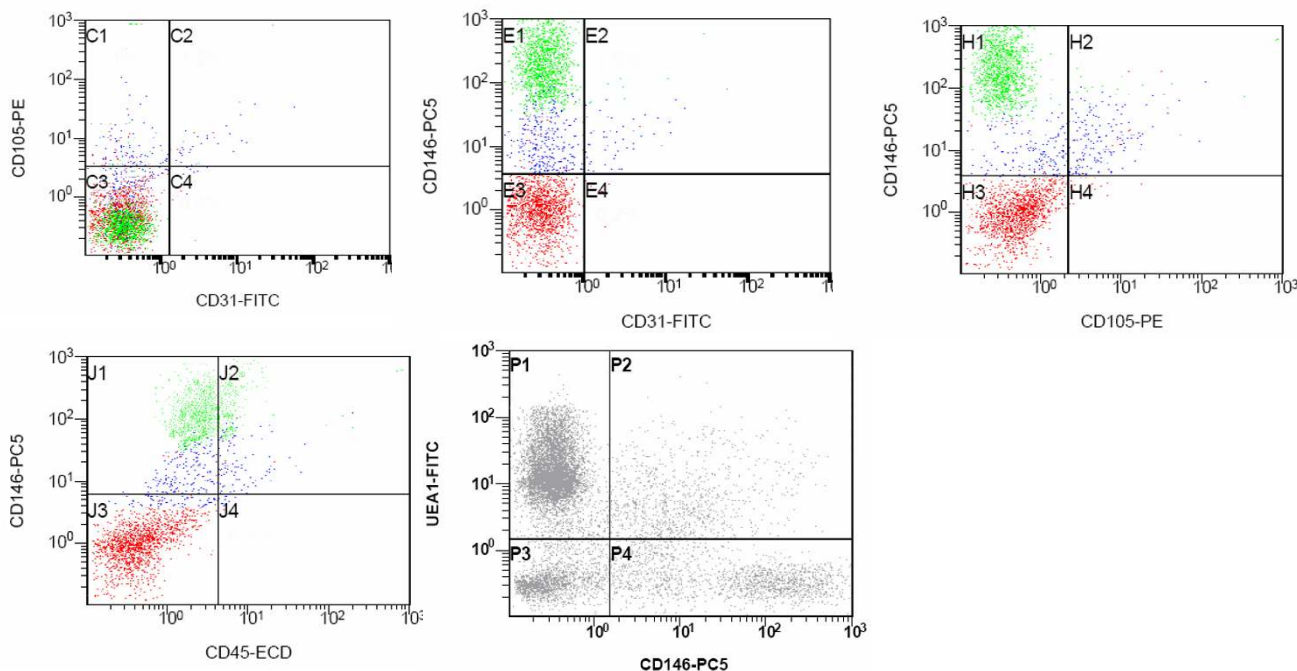 CD105-PE
10³
C1 C2
10²
10¹
C3 C4
10⁰
10⁰ 10¹ 10² 1
CD31-FITC
CD146-PC5
10³
E1 E2
10²
10¹
E3 E4
10⁰
10⁰ 10¹ 10² 1
CD31-FITC
CD146-PC5
10³
H1 H2
10²
10¹
H3 H4
10⁰
10⁰ 10¹ 10² 10³
CD105-PE
CD146-PC5
10³
J1 J2
10²
10¹
J3 J4
10⁰
10⁰ 10¹ 10² 10³
CD45-ECD
UEA1-FITC
10³
P1 P2
10²
10¹
10⁰
P3 P4
10⁰ 10¹ 10² 10³
CD146-PC5